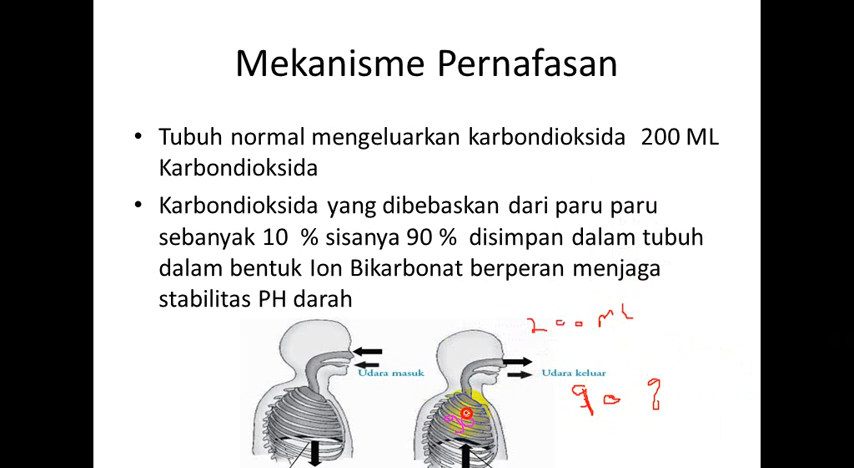 Mekanisme Pernafasan
• Tubuh normal mengeluarkan karbondioksida 200 ML
Karbondioksida
• Karbondioksida yang dibebaskan dari paru paru
sebanyak 10 % sisanya 90 % disimpan dalam tubuh
dalam bentuk Ion Bikarbonat berperan menjaga
stabilitas PH darah
200 ML
Udara masuk
Udara keluar
90 ?